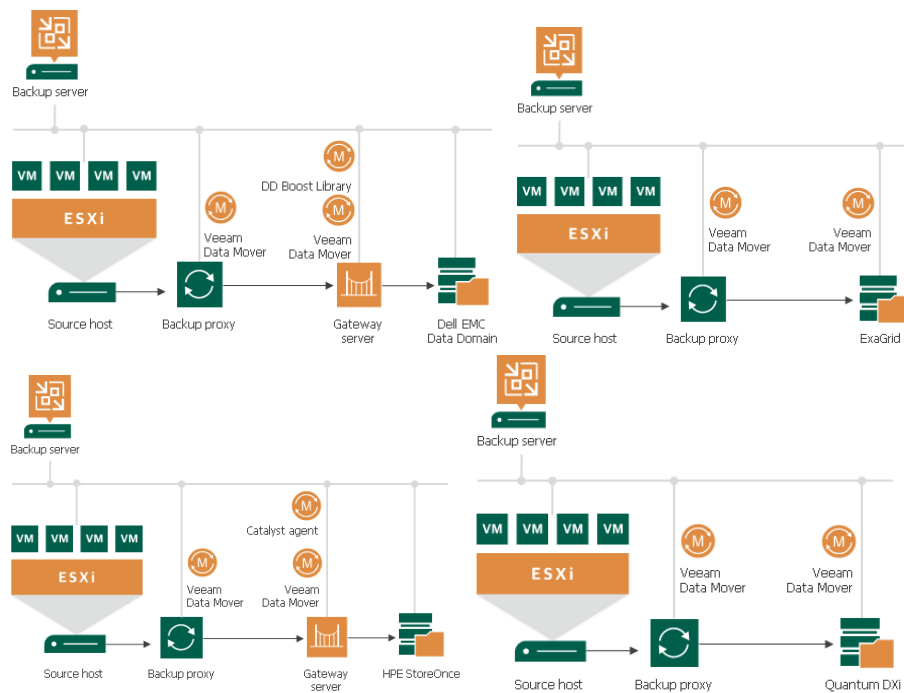 Backup server
VM VM VM VM
ESXi
M
DD Boost Library
M
Veeam
Data Mover
M
Veeam
Data Mover
Source host
Backup proxy
Gateway
server
Dell EMC
Data Domain
Backup server
VM VM VM VM
ESXi
M
Veeam
Data Mover
M
Veeam
Data Mover
Source host
Backup proxy
ExaGrid
Backup server
VM VM VM VM
ESXi
M
Catalyst agent
M
Veeam
Data Mover
M
Veeam
Data Mover
Source host
Backup proxy
Gateway
server
HPE StoreOnce
Backup server
VM VM VM VM
ESXi
M
Veeam
Data Mover
M
Veeam
Data Mover
Source host
Backup proxy
Quantum DXi